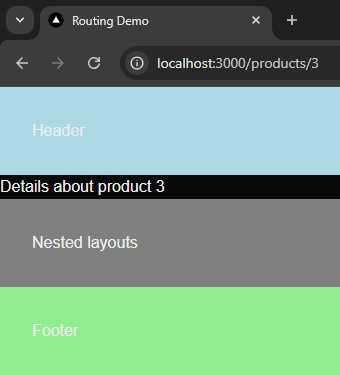 Routing Demo
localhost:3000/products/3
Header
Details about product 3
Nested layouts
Footer